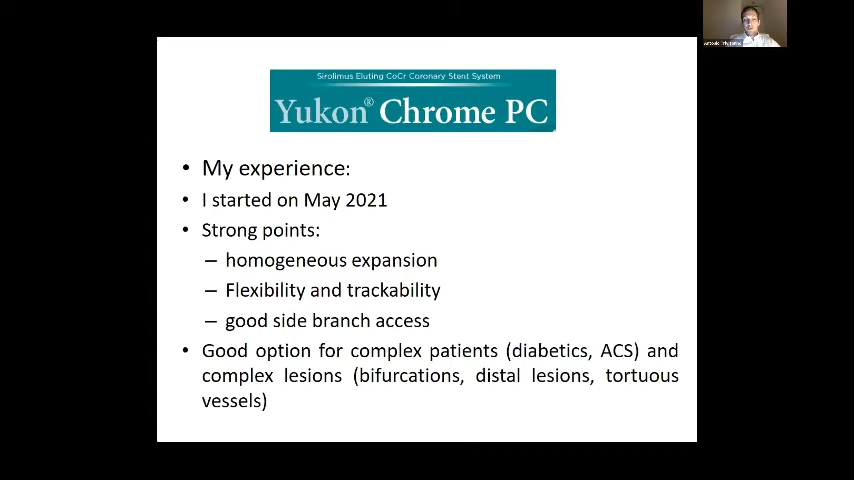 Sirolimus Eluting CoCr Coronary Stent System
Yukon® Chrome PC
• My experience:
• I started on May 2021
• Strong points:
– homogeneous expansion
– Flexibility and trackability
– good side branch access
• Good option for complex patients (diabetics, ACS) and
complex lesions (bifurcations, distal lesions, tortuous
vessels)